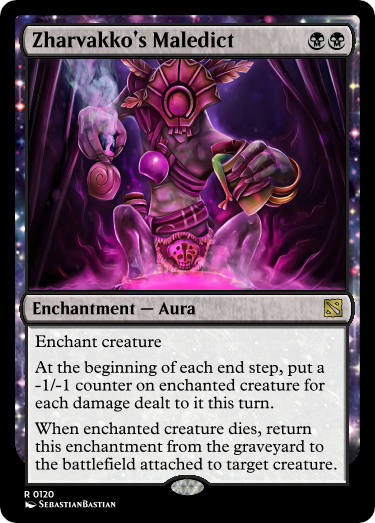 Zharvakko's Maledict
Enchantment — Aura
Enchant creature
At the beginning of each end step, put a
-1/-1 counter on enchanted creature for
each damage dealt to it this turn.
When enchanted creature dies, return
this enchantment from the graveyard to
the battlefield attached to target creature.
R 0120
SebastianBastian